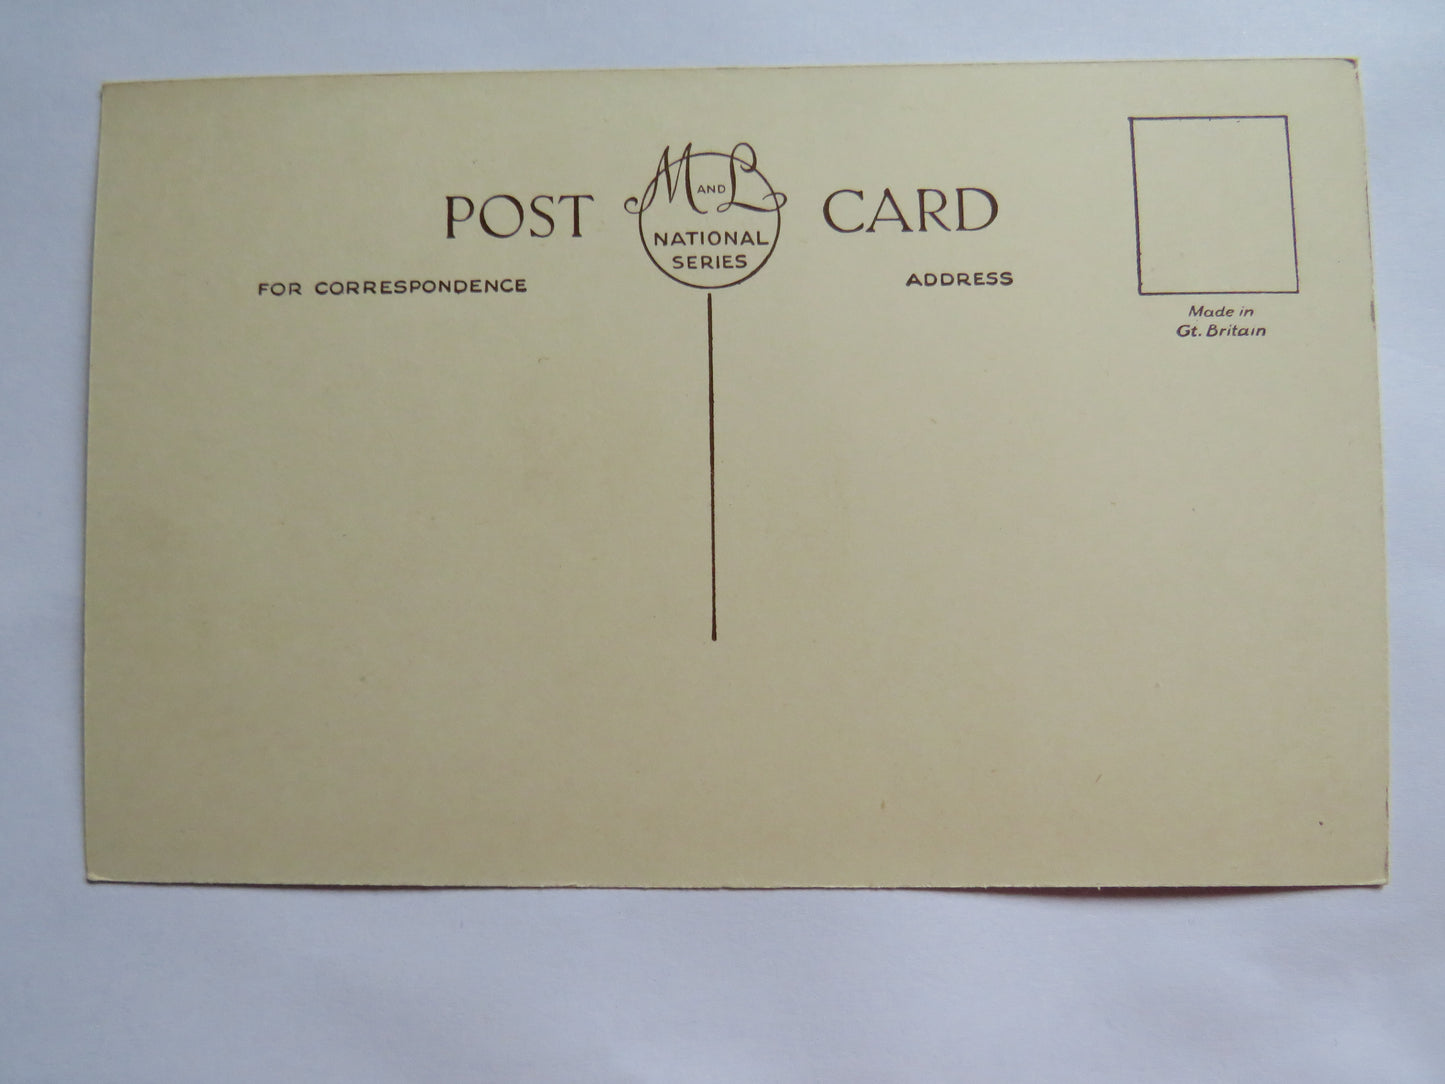 POST CARD
M AND L
NATIONAL
SERIES
FOR CORRESPONDENCE
ADDRESS
Made in
Gt. Britain